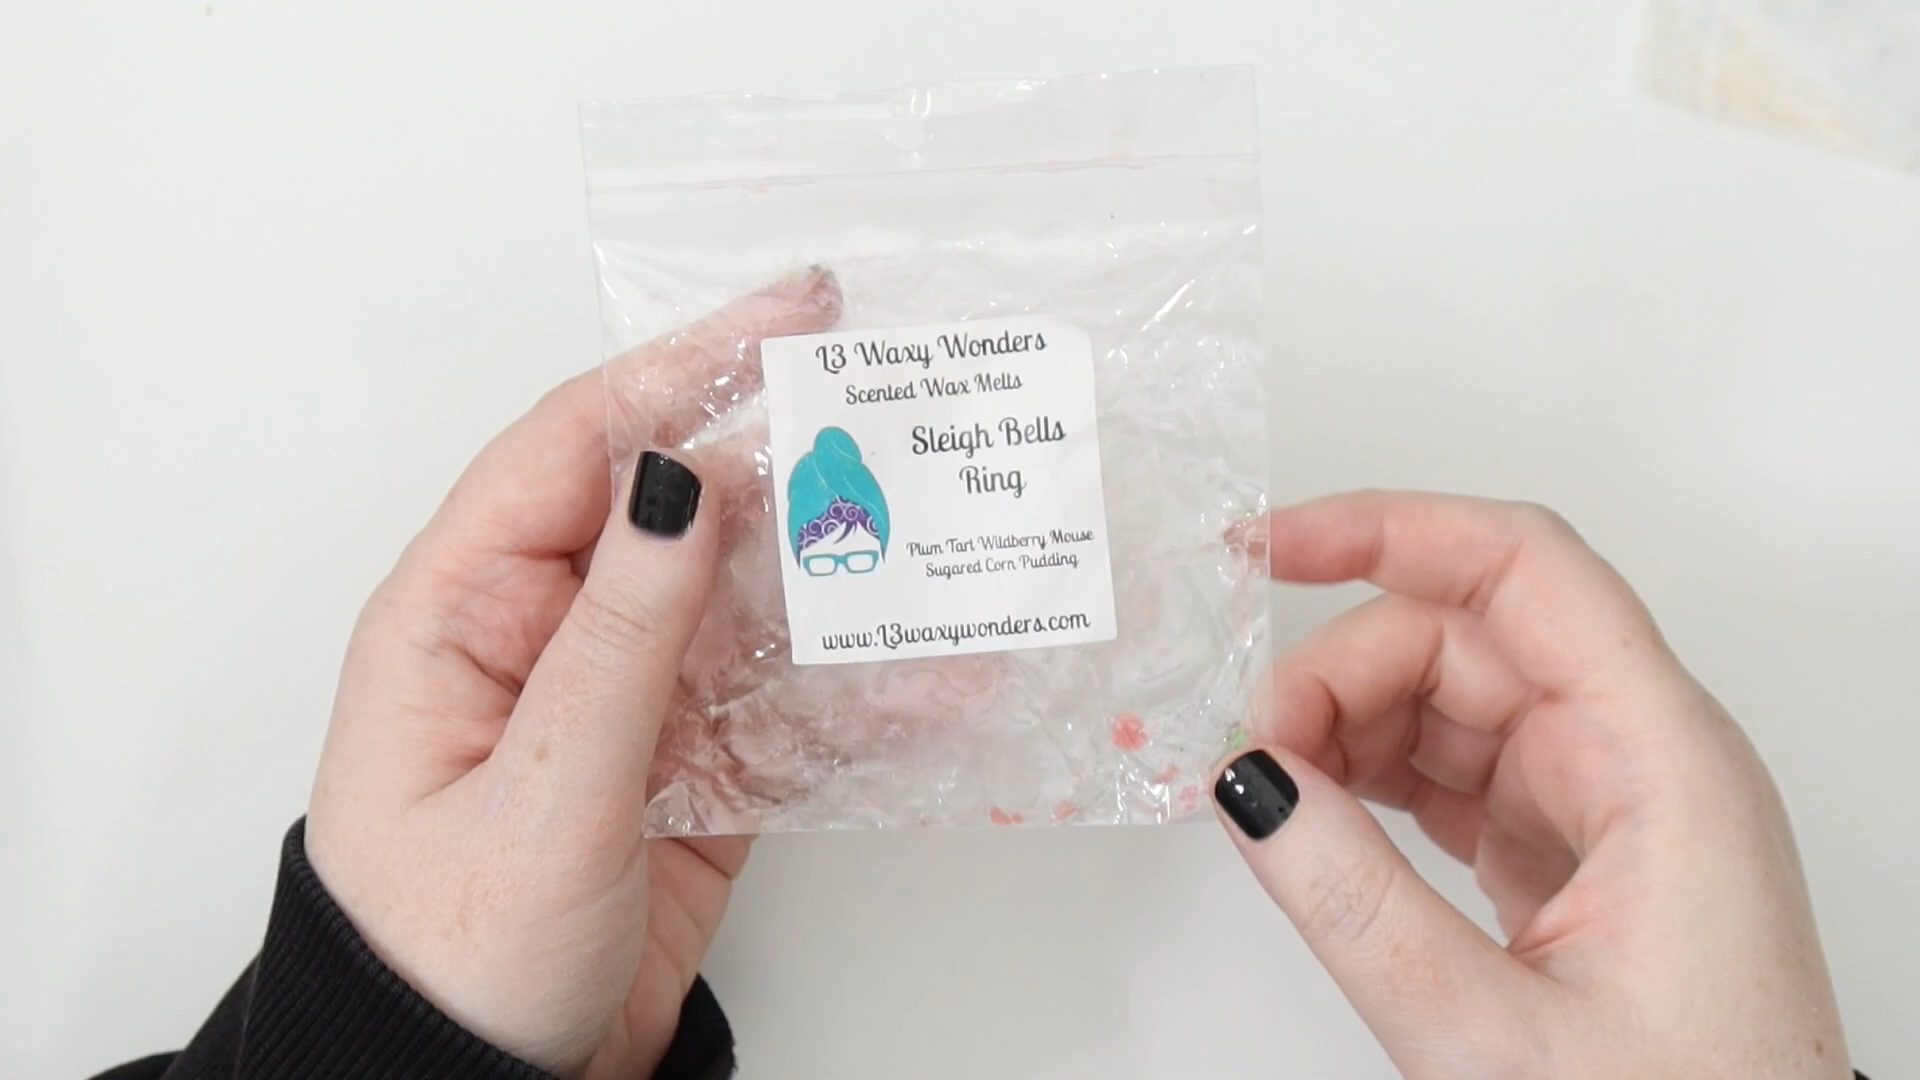 L3 Waxy Wonders
Scented Wax Melts
Sleigh Bells
Ring
Plum Tart Wildberry Mouse
Sugared Corn Pudding
www.L3waxywonders.com